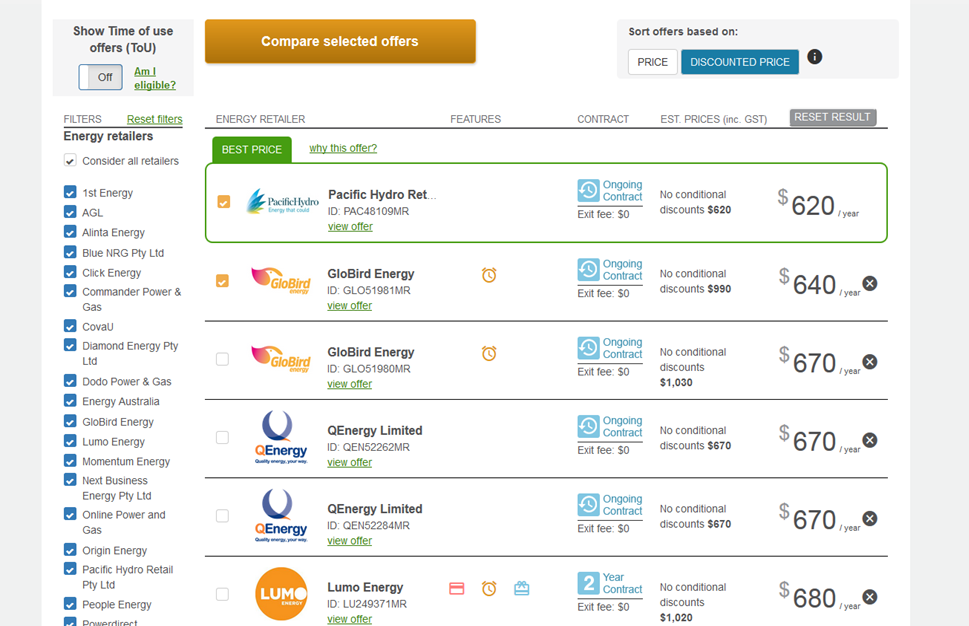 Show Time of use
offers (ToU)
Off
Am I
eligible?
Compare selected offers
Sort offers based on:
PRICE
DISCOUNTED PRICE
i
FILTERS
Reset filters
Energy retailers
Consider all retailers
1st Energy
AGL
Alinta Energy
Blue NRG Pty Ltd
Click Energy
Commander Power &
Gas
CovaU
Diamond Energy Pty
Ltd
Dodo Power & Gas
Energy Australia
GloBird Energy
Lumo Energy
Momentum Energy
Next Business
Energy Pty Ltd
Online Power and
Gas
Origin Energy
Pacific Hydro Retail
Pty Ltd
People Energy
Powerdirect
ENERGY RETAILER
FEATURES
CONTRACT
EST. PRICES (inc. GST)
RESET RESULT
BEST PRICE
why this offer?
PacificHydro
Energy that could
Pacific Hydro Ret...
ID: PAC48109MR
view offer
Ongoing
Contract
Exit fee: $0
No conditional
discounts $620
$620 / year
GloBird
energy
GloBird Energy
ID: GLO51981MR
view offer
Ongoing
Contract
Exit fee: $0
No conditional
discounts $990
$640 / year
GloBird
energy
GloBird Energy
ID: GLO51980MR
view offer
Ongoing
Contract
Exit fee: $0
No conditional
discounts
$1,030
$670 / year
QEnergy
Quality energy, your way.
QEnergy Limited
ID: QEN52262MR
view offer
Ongoing
Contract
Exit fee: $0
No conditional
discounts $670
$670 / year
QEnergy
Quality energy, your way.
QEnergy Limited
ID: QEN52284MR
view offer
Ongoing
Contract
Exit fee: $0
No conditional
discounts $670
$670 / year
LUMO
ENERGY
Lumo Energy
ID: LU249371MR
view offer
2 Year
Contract
Exit fee: $0
No conditional
discounts
$1,020
$680 / year